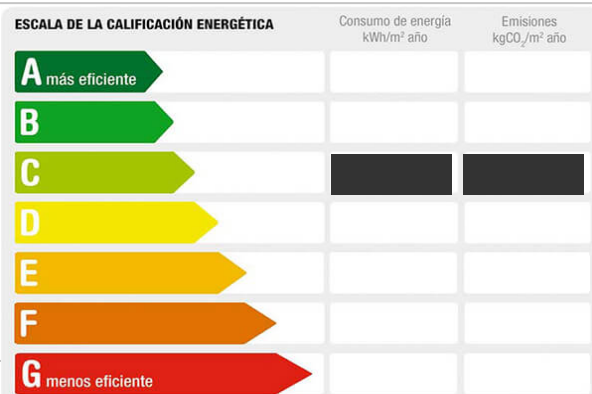 ESCALA DE LA CALIFICACIÓN ENERGÉTICA
Consumo de energía
kWh/m² año
Emisiones
kgCO₂/m² año
A más eficiente
B
C
D
E
F
G menos eficiente